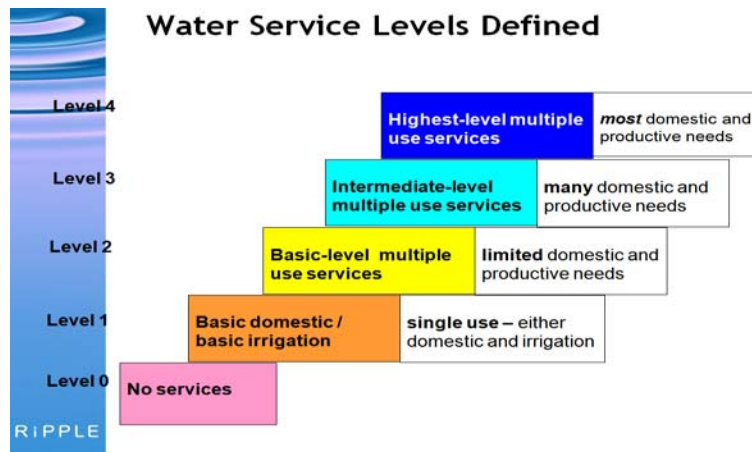 Water Service Levels Defined
Level 4
Highest-level multiple
use services
most domestic and
productive needs
Level 3
Intermediate-level
multiple use services
many domestic and
productive needs
Level 2
Basic-level multiple
use services
limited domestic and
productive needs
Level 1
Basic domestic /
basic irrigation
single use – either
domestic and irrigation
Level 0
No services
RiPPLE